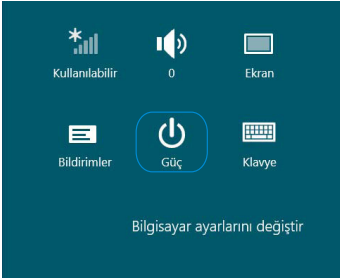 Kullanılabilir
0
Ekran
Bildirimler
Güç
Klavye
Bilgisayar ayarlarını değiştir